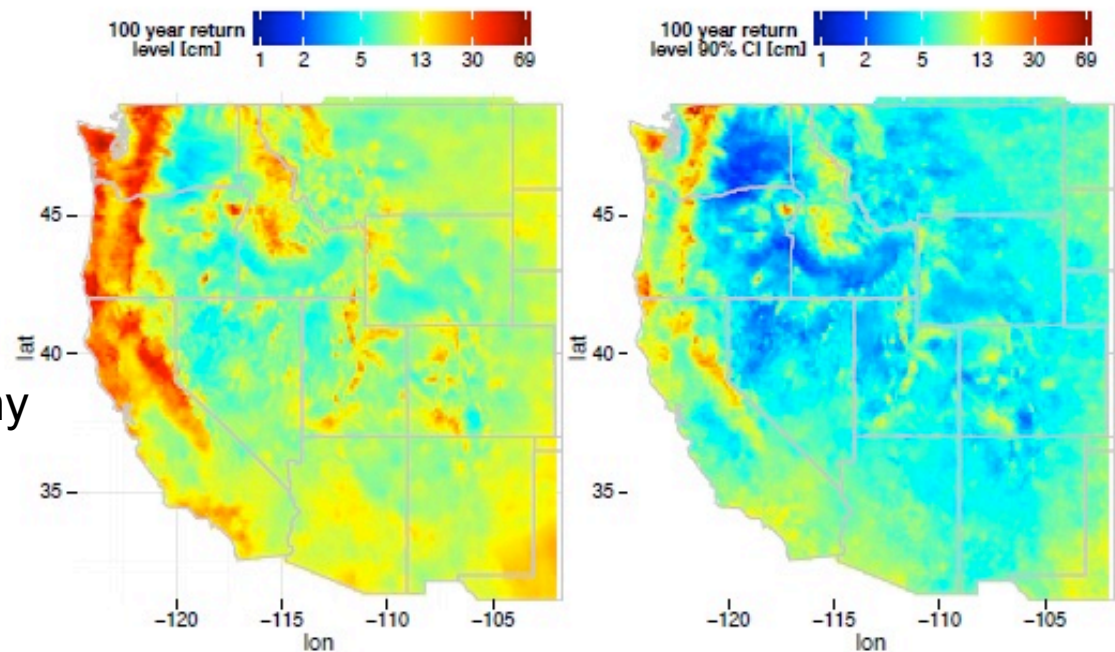 100 year return
level [cm]
1 2 5 13 30 69
100 year return
level 90% CI [cm]
1 2 5 13 30 69
45
40
35
lat
ny
-120 -115 -110 -105
lon
45
40
35
lat
-120 -115 -110 -105
lon